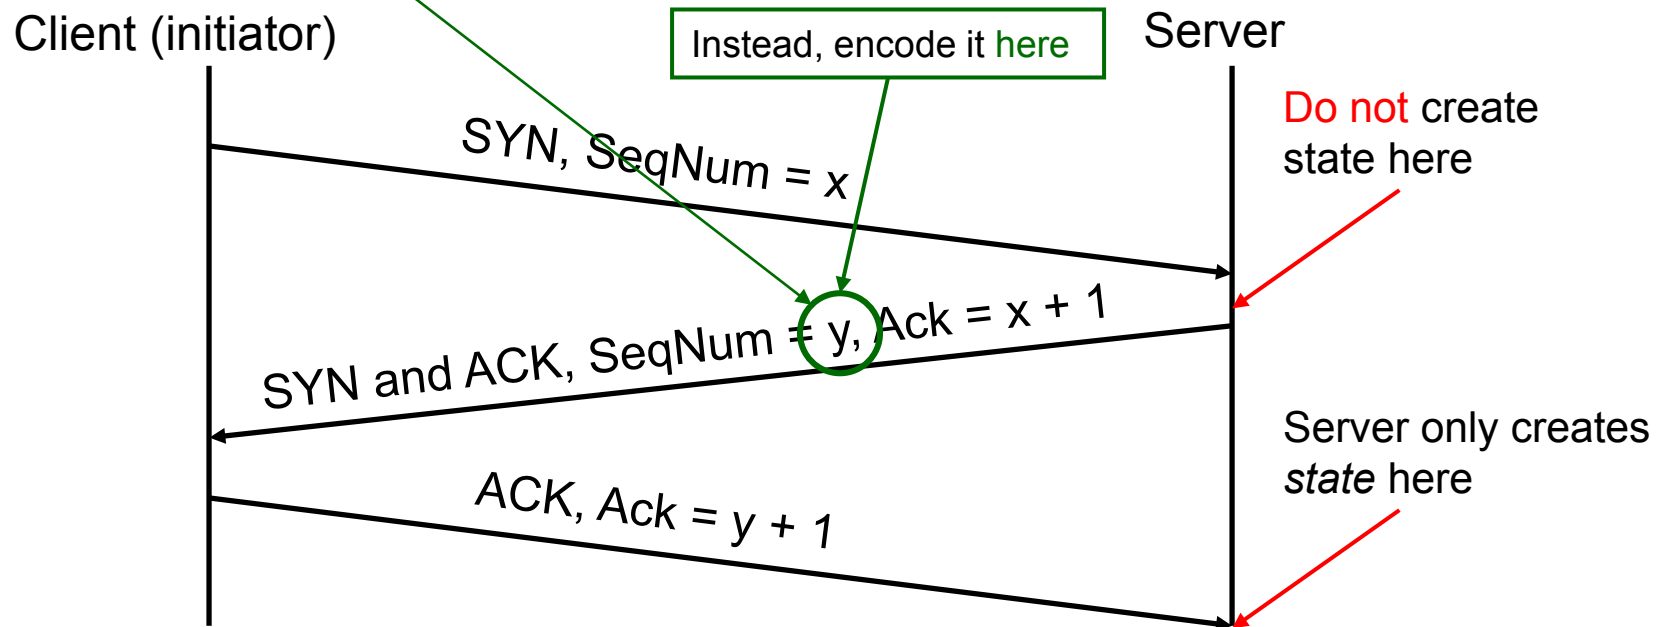 Client (initiator)
Instead, encode it here
Server
Do not create
state here
SYN, SeqNum = x
SYN and ACK, SeqNum = y, Ack = x + 1
Server only creates
state here
ACK, Ack = y + 1